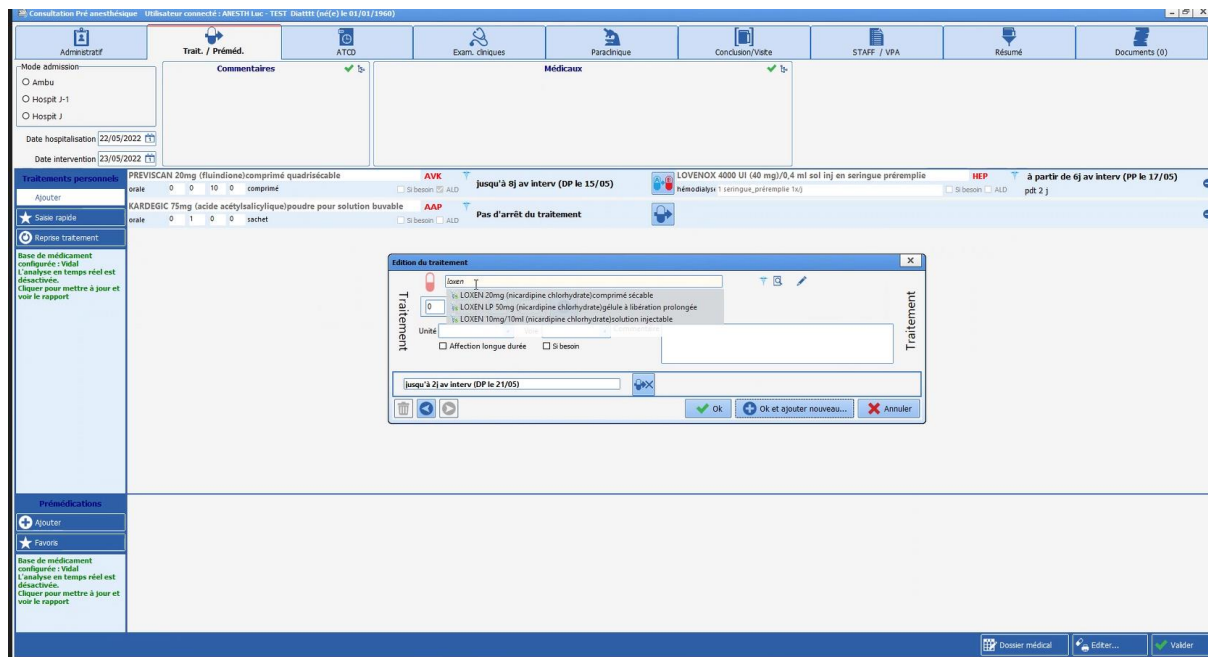 Consultation Pré anesthésique Utilisateur connecté : ANESTH Luc - TEST Diatttt (né(e) le 01/01/1960)
Administratif
Trait. / Préméd.
ATCD
Exam. cliniques
Paraclinique
Conclusion/Visite
STAFF / VPA
Résumé
Documents (0)
Mode admission
Ambu
Hospit J-1
Hospit J
Date hospitalisation 22/05/2022
Date intervention 23/05/2022
Commentaires
Médicaux
Traitements personnels
Ajouter
Saisie rapide
Reprise traitement
Base de médicament
configurée : Vidal
L'analyse en temps réel est
désactivée.
Cliquer pour mettre à jour et
voir le rapport
PREVISCAN 20mg (fluindione)comprimé quadrisécable AVK
orale 0 0 10 0 comprimé Si besoin ALD
jusqu'à 8j av interv (DP le 15/05)
LOVENOX 4000 UI (40 mg)/0,4 ml sol inj en seringue préremplie HEP
hémodialys 1 seringue_préremplie 1x/j Si besoin ALD
à partir de 6j av interv (PP le 17/05)
pdt 2 j
KARDEGIC 75mg (acide acétylsalicylique)poudre pour solution buvable AAP
orale 0 1 0 0 sachet Si besoin ALD
Pas d'arrêt du traitement
Edition du traitement
Traitement
loxen
LOXEN 20mg (nicardipine chlorhydrate)comprimé sécable
LOXEN LP 50mg (nicardipine chlorhydrate)gélule à libération prolongée
LOXEN 10mg/10ml (nicardipine chlorhydrate)solution injectable
0
Unité
Affection longue durée Si besoin
Traitement
jusqu'à 2j av interv (DP le 21/05)
Ok
Ok et ajouter nouveau...
Annuler
Prémédications
Ajouter
Favoris
Base de médicament
configurée : Vidal
L'analyse en temps réel est
désactivée.
Cliquer pour mettre à jour et
voir le rapport
Dossier médical
Editer...
Valider